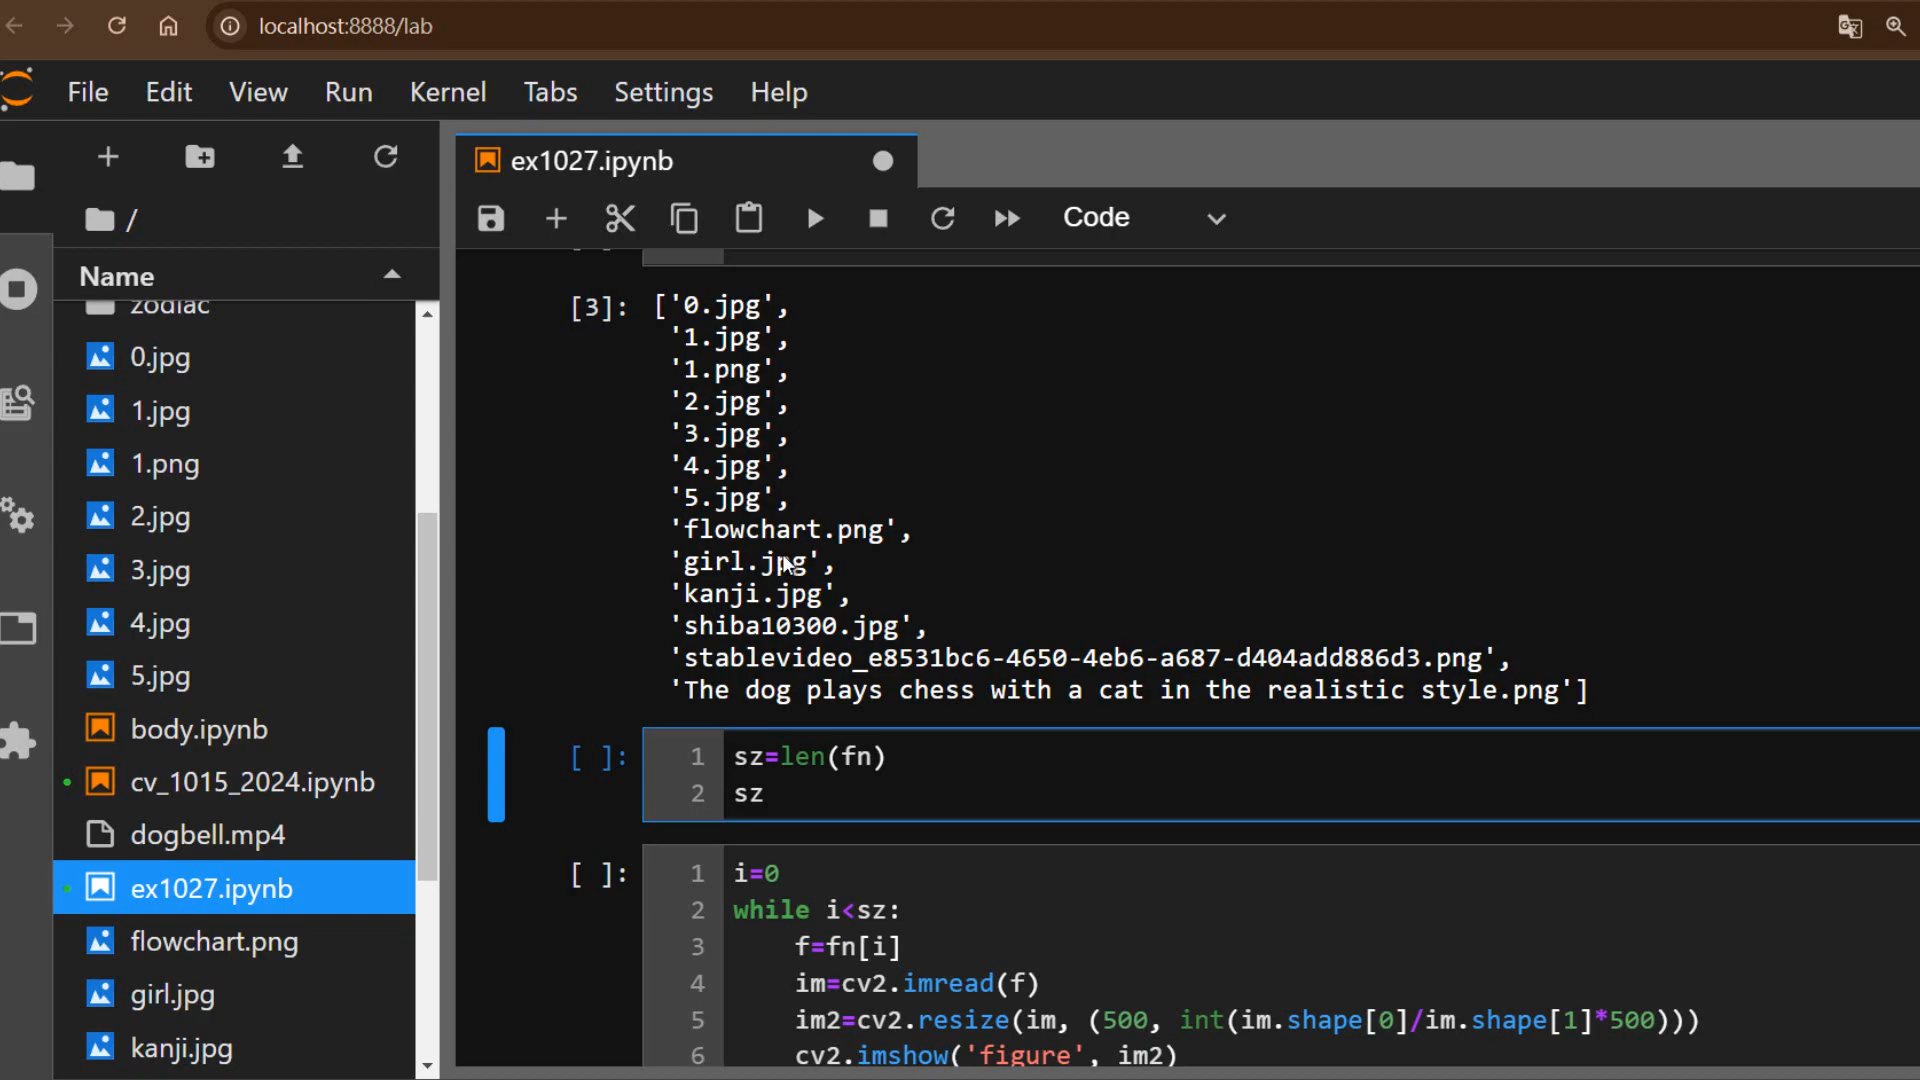 localhost:8888/lab
File Edit View Run Kernel Tabs Settings Help
ex1027.ipynb
/
Code
Name
zodiac
0.jpg
1.jpg
1.png
2.jpg
3.jpg
4.jpg
5.jpg
body.ipynb
cv_1015_2024.ipynb
dogbell.mp4
ex1027.ipynb
flowchart.png
girl.jpg
kanji.jpg
[3]: ['0.jpg',
'1.jpg',
'1.png',
'2.jpg',
'3.jpg',
'4.jpg',
'5.jpg',
'flowchart.png',
'girl.jpg',
'kanji.jpg',
'shiba10300.jpg',
'stablevideo_e8531bc6-4650-4eb6-a687-d404add886d3.png',
'The dog plays chess with a cat in the realistic style.png']
[ ]: 1 sz=len(fn)
2 sz
[ ]: 1 i=0
2 while i<sz:
3 f=fn[i]
4 im=cv2.imread(f)
5 im2=cv2.resize(im, (500, int(im.shape[0]/im.shape[1]*500)))
6 cv2.imshow('figure', im2)